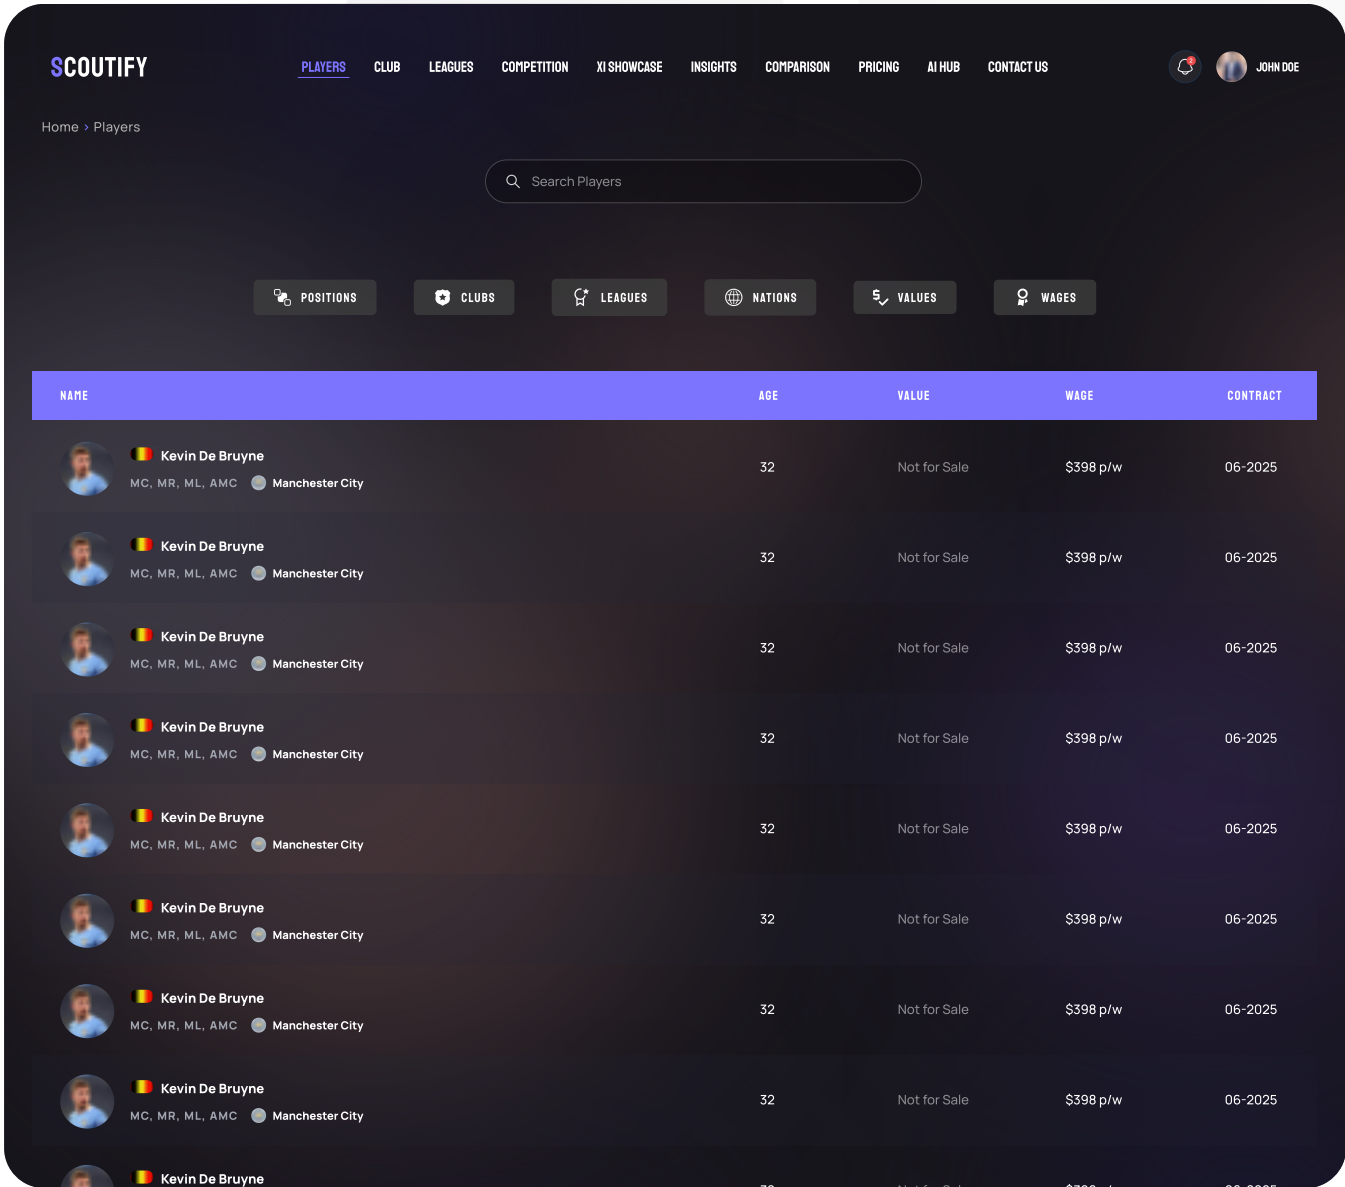 SCOUTIFY PLAYERS CLUB LEAGUES COMPETITION XI SHOWCASE INSIGHTS COMPARISON PRICING AI HUB CONTACT US 2 JOHN DOE
Home > Players
Search Players
POSITIONS CLUBS LEAGUES NATIONS VALUES WAGES
NAME AGE VALUE WAGE CONTRACT
Kevin De Bruyne
32 Not for Sale $398 p/w 06-2025
MC, MR, ML, AMC Manchester City
Kevin De Bruyne
32 Not for Sale $398 p/w 06-2025
MC, MR, ML, AMC Manchester City
Kevin De Bruyne
32 Not for Sale $398 p/w 06-2025
MC, MR, ML, AMC Manchester City
Kevin De Bruyne
32 Not for Sale $398 p/w 06-2025
MC, MR, ML, AMC Manchester City
Kevin De Bruyne
32 Not for Sale $398 p/w 06-2025
MC, MR, ML, AMC Manchester City
Kevin De Bruyne
32 Not for Sale $398 p/w 06-2025
MC, MR, ML, AMC Manchester City
Kevin De Bruyne
32 Not for Sale $398 p/w 06-2025
MC, MR, ML, AMC Manchester City
Kevin De Bruyne
32 Not for Sale $398 p/w 06-2025
MC, MR, ML, AMC Manchester City
Kevin De Bruyne